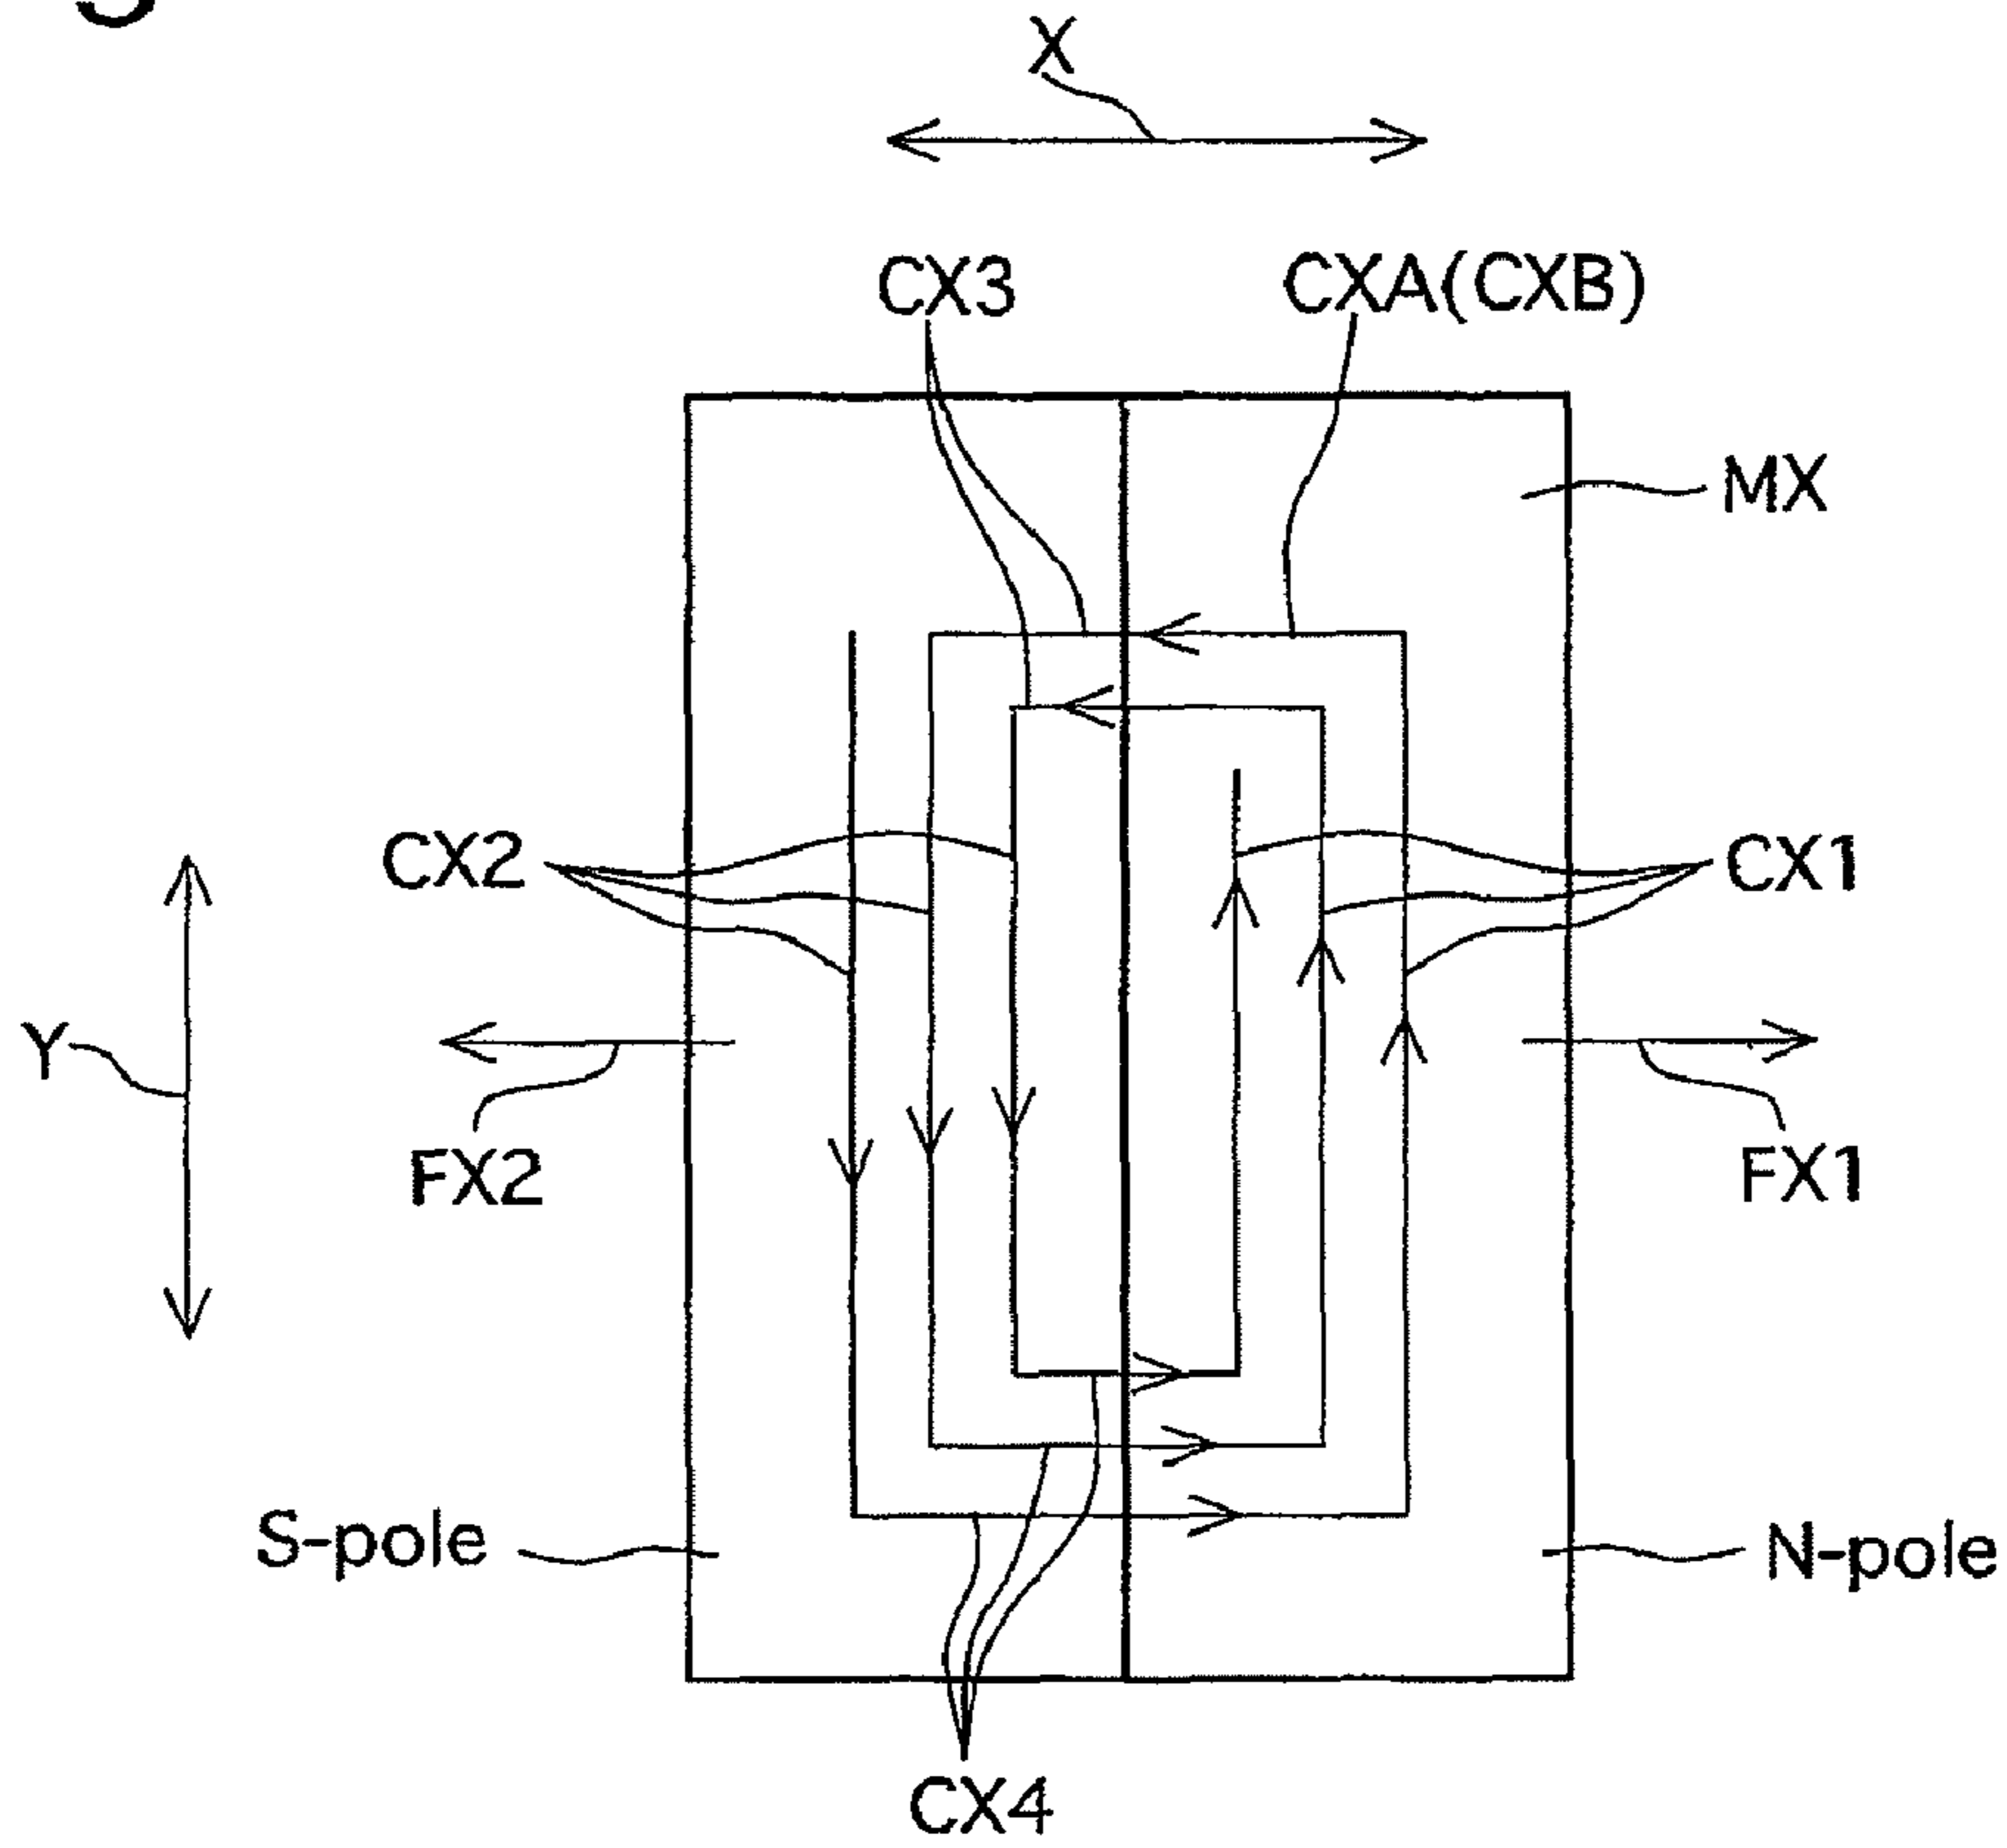 X
CX3 CXA(CXB)
MX
CX2 CX1
Y
FX2 FX1
S-pole N-pole
CX4